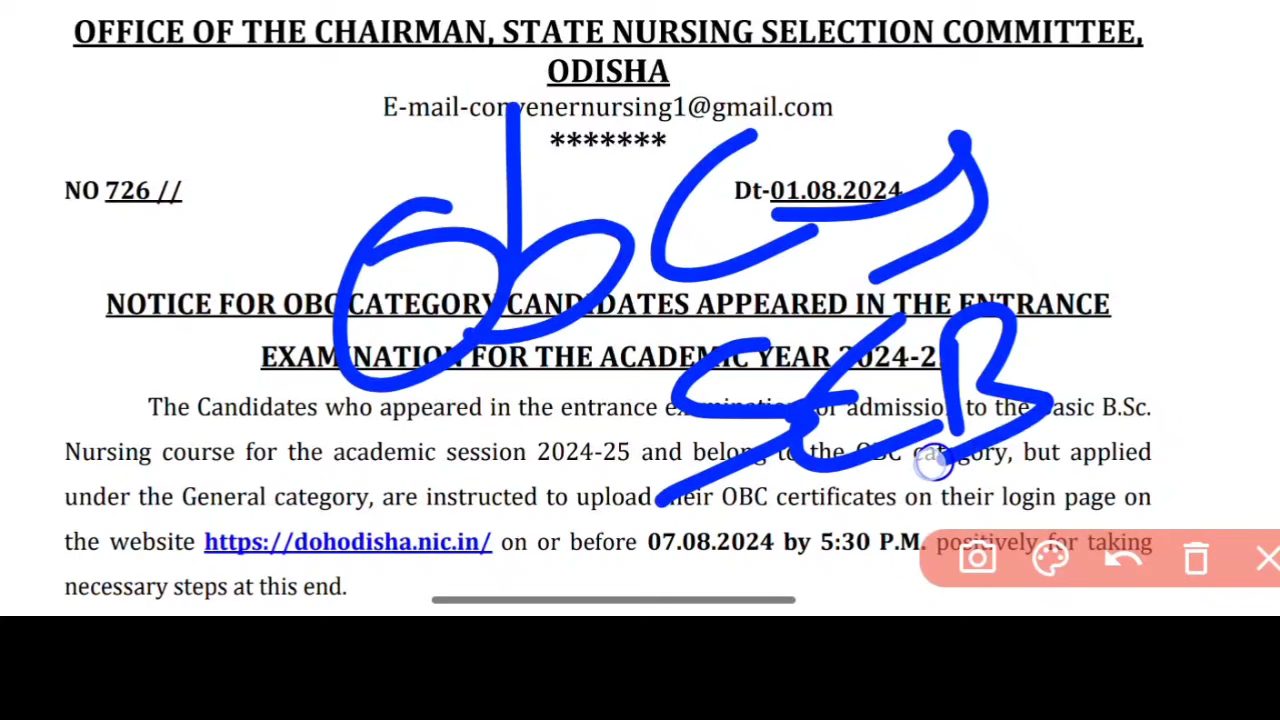 OFFICE OF THE CHAIRMAN, STATE NURSING SELECTION COMMITTEE,
ODISHA
E-mail-convenernursing1@gmail.com
*******
NO 726 // Dt-01.08.2024
obc s
SEB
NOTICE FOR OBC CATEGORY CANDIDATES APPEARED IN THE ENTRANCE
EXAMINATION FOR THE ACADEMIC YEAR 2024-2
The Candidates who appeared in the entrance examination for admission to the Basic B.Sc.
Nursing course for the academic session 2024-25 and belong to the OBC category, but applied
under the General category, are instructed to upload their OBC certificates on their login page on
the website https://dohodisha.nic.in/ on or before 07.08.2024 by 5:30 P.M. positively for taking
necessary steps at this end.